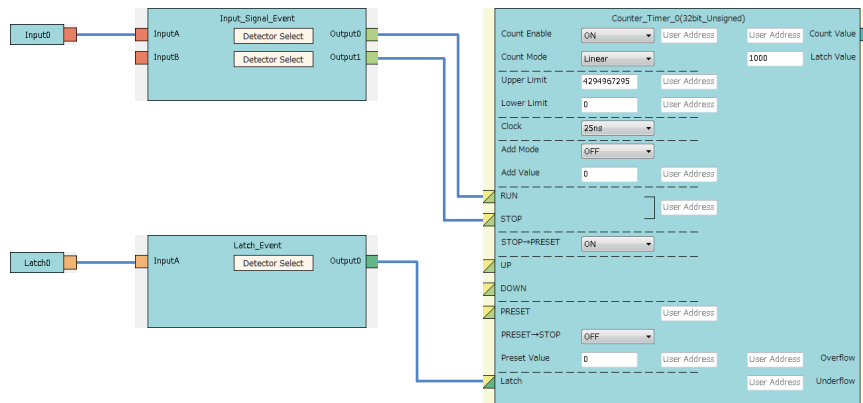 Input0
Input_Signal_Event
InputA Detector Select Output0
InputB Detector Select Output1
Latch0
Latch_Event
InputA Detector Select Output0
Counter_Timer_0(32bit_Unsigned)
Count Enable ON User Address User Address Count Value
Count Mode Linear 1000 Latch Value
Upper Limit 4294967295 User Address
Lower Limit 0 User Address
Clock 25ns
Add Mode OFF
Add Value 0 User Address
RUN
User Address
STOP
STOP→PRESET ON
UP
DOWN
PRESET User Address
PRESET→STOP OFF
Preset Value 0 User Address User Address Overflow
Latch User Address Underflow